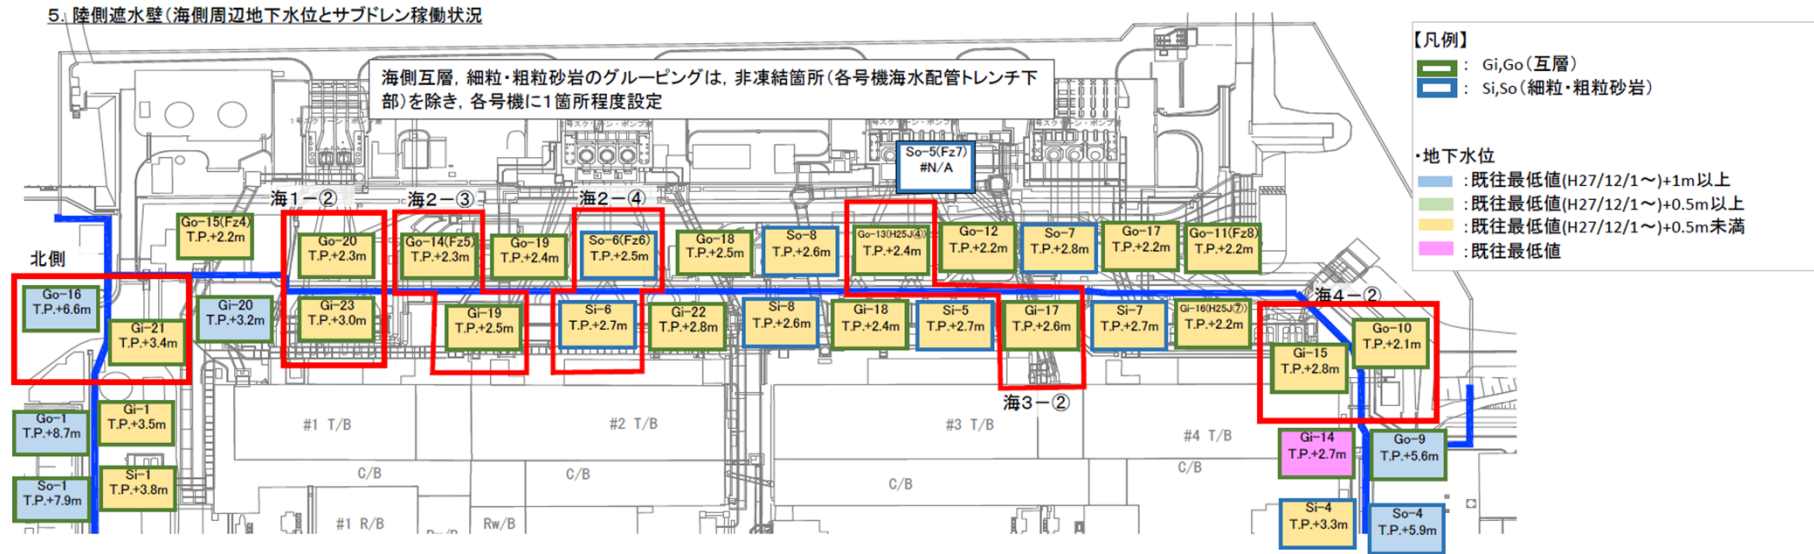 5. 陸側遮水壁(海側周辺地下水位とサブドレン稼働状況
海側互層,細粒・粗粒砂岩のグルーピングは,非凍結箇所(各号機海水配管トレンチ下
部)を除き,各号機に1箇所程度設定
【凡例】
: Gi,Go(互層)
: Si,So(細粒・粗粒砂岩)
・地下水位
:既往最低値(H27/12/1~)+1m以上
:既往最低値(H27/12/1~)+0.5m以上
:既往最低値(H27/12/1~)+0.5m未満
:既往最低値
So-5(Fz7)
#N/A
海1-②
海2-③
海2-④
Go-15(Fz4)
T.P.+2.2m
Go-20
T.P.+2.3m
Go-14(Fz5)
T.P.+2.3m
Go-19
T.P.+2.4m
So-6(Fz6)
T.P.+2.5m
Go-18
T.P.+2.5m
So-8
T.P.+2.6m
Go-13(H25J④)
T.P.+2.4m
Go-12
T.P.+2.2m
So-7
T.P.+2.8m
Go-17
T.P.+2.2m
Go-11(Fz8)
T.P.+2.2m
北側
Go-16
T.P.+6.6m
Gi-21
T.P.+3.4m
Gi-20
T.P.+3.2m
Gi-23
T.P.+3.0m
Gi-19
T.P.+2.5m
Si-6
T.P.+2.7m
Gi-22
T.P.+2.8m
Si-8
T.P.+2.6m
Gi-18
T.P.+2.4m
Si-5
T.P.+2.7m
Gi-17
T.P.+2.6m
Si-7
T.P.+2.7m
Gi-16(H25J⑦)
T.P.+2.2m
海4-②
Gi-15
T.P.+2.8m
Go-10
T.P.+2.1m
海3-②
Go-1
T.P.+8.7m
Gi-1
T.P.+3.5m
#1 T/B
#2 T/B
#3 T/B
#4 T/B
Gi-14
T.P.+2.7m
Go-9
T.P.+5.6m
So-1
T.P.+7.9m
Si-1
T.P.+3.8m
C/B
C/B
C/B
C/B
#1 R/B
Rw/B
Si-4
T.P.+3.3m
So-4
T.P.+5.9m